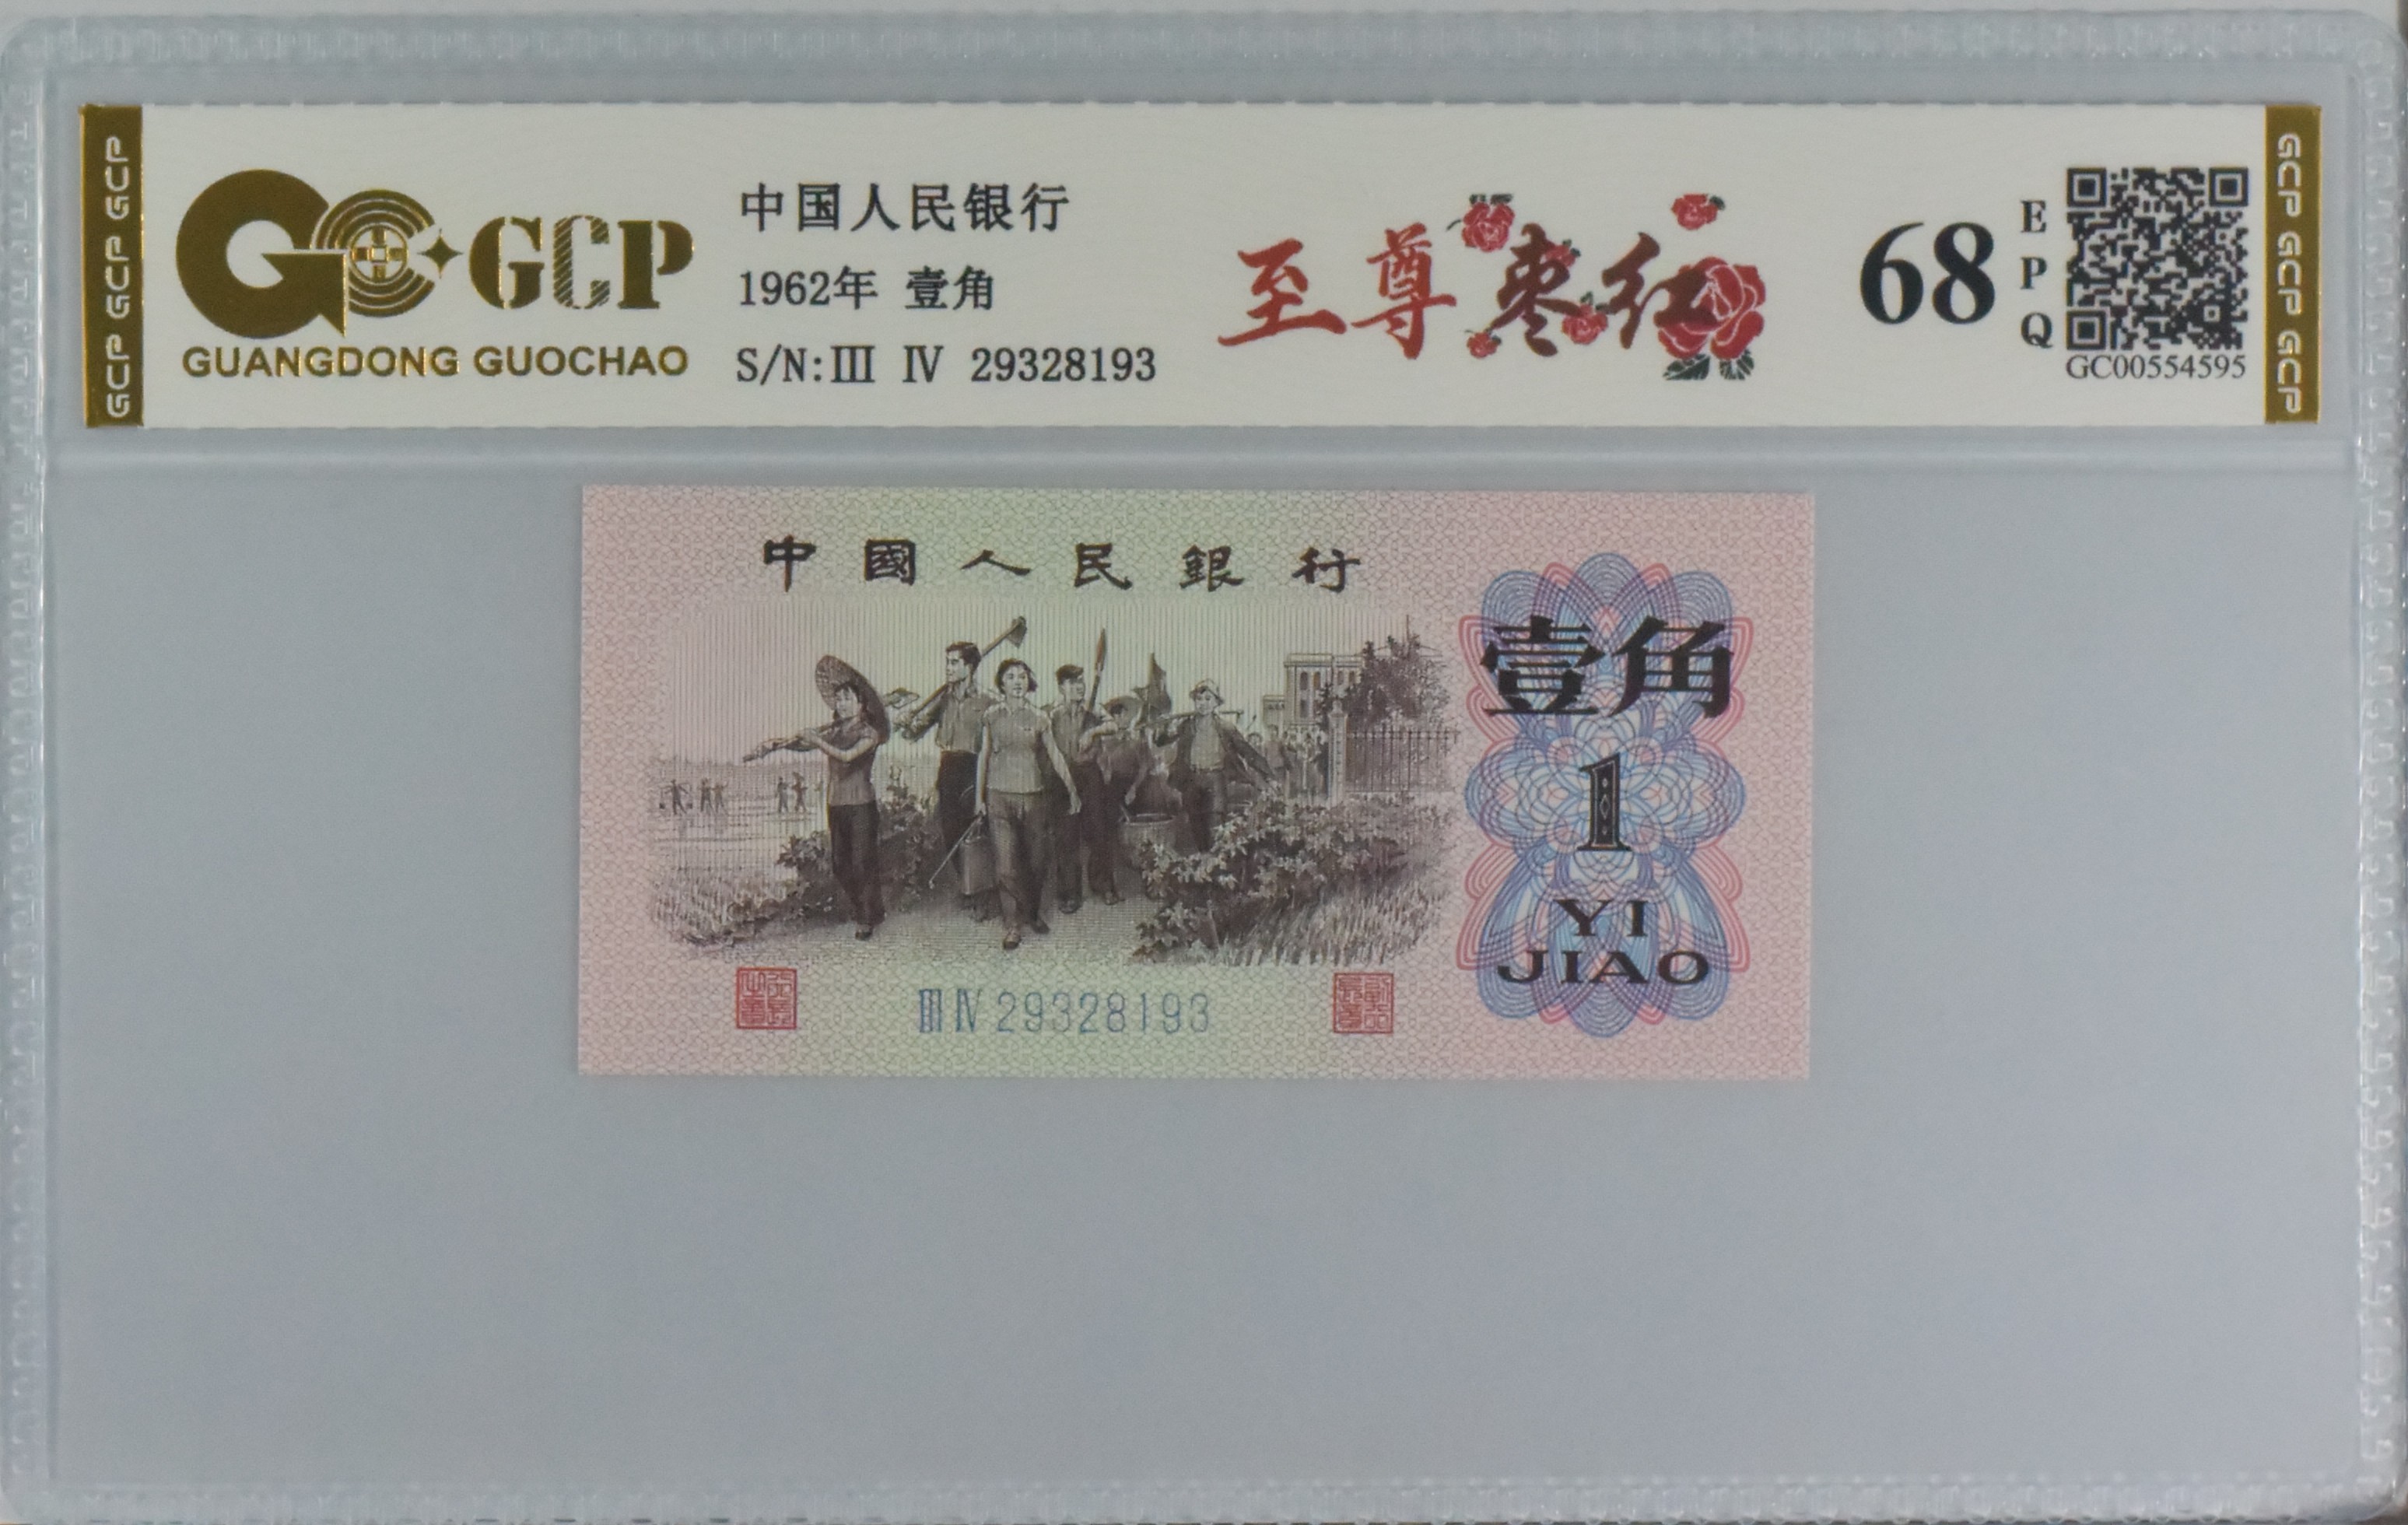 GCP GCP GCP
GCP
GUANGDONG GUOCHAO
中国人民银行
1962年 壹角
S/N:III IV 29328193
至尊枣红
68
EPQ
GC00554595
GCP GCP GCP
中國人民銀行
壹角
1
YI
JIAO
III IV 29328193